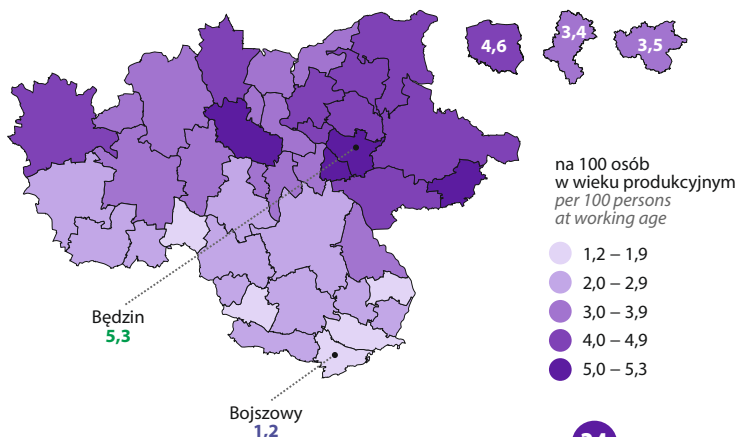 4,6
3,4
3,5
na 100 osób
w wieku produkcyjnym
per 100 persons
at working age
1,2 – 1,9
2,0 – 2,9
3,0 – 3,9
4,0 – 4,9
5,0 – 5,3
Będzin
5,3
Bojszowy
1,2